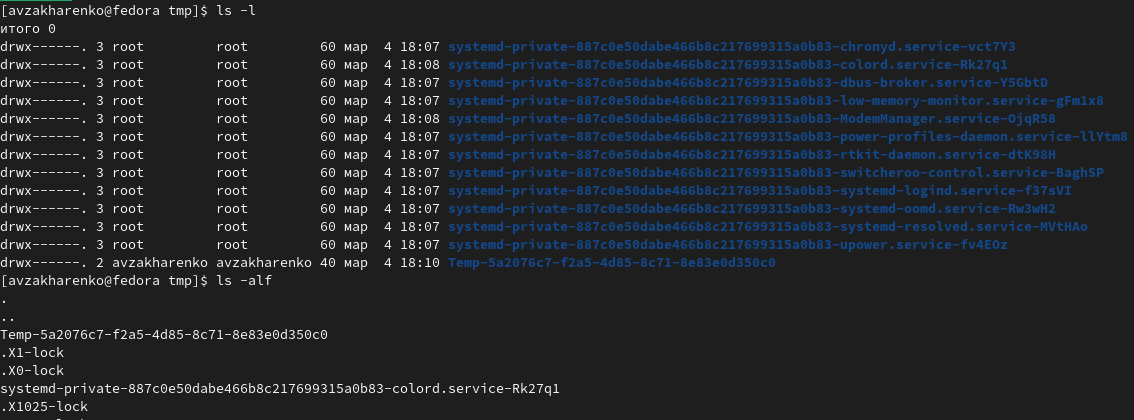 [avzakharenko@fedora tmp]$ ls -l
итого 0
drwx------. 3 root         root         60 мар  4 18:07 systemd-private-887c0e50dabe466b8c217699315a0b83-chronyd.service-vct7Y3
drwx------. 3 root         root         60 мар  4 18:08 systemd-private-887c0e50dabe466b8c217699315a0b83-colord.service-Rk27q1
drwx------. 3 root         root         60 мар  4 18:07 systemd-private-887c0e50dabe466b8c217699315a0b83-dbus-broker.service-Y5GbtD
drwx------. 3 root         root         60 мар  4 18:07 systemd-private-887c0e50dabe466b8c217699315a0b83-low-memory-monitor.service-gFm1x8
drwx------. 3 root         root         60 мар  4 18:08 systemd-private-887c0e50dabe466b8c217699315a0b83-ModemManager.service-OjqR58
drwx------. 3 root         root         60 мар  4 18:07 systemd-private-887c0e50dabe466b8c217699315a0b83-power-profiles-daemon.service-llYtm8
drwx------. 3 root         root         60 мар  4 18:07 systemd-private-887c0e50dabe466b8c217699315a0b83-rtkit-daemon.service-dtK98H
drwx------. 3 root         root         60 мар  4 18:07 systemd-private-887c0e50dabe466b8c217699315a0b83-switcheroo-control.service-BaghSP
drwx------. 3 root         root         60 мар  4 18:07 systemd-private-887c0e50dabe466b8c217699315a0b83-systemd-logind.service-f37sVI
drwx------. 3 root         root         60 мар  4 18:07 systemd-private-887c0e50dabe466b8c217699315a0b83-systemd-oomd.service-Rw3wH2
drwx------. 3 root         root         60 мар  4 18:07 systemd-private-887c0e50dabe466b8c217699315a0b83-systemd-resolved.service-MVtHAo
drwx------. 3 root         root         60 мар  4 18:07 systemd-private-887c0e50dabe466b8c217699315a0b83-upower.service-fv4EOz
drwx------. 2 avzakharenko avzakharenko 40 мар  4 18:10 Temp-5a2076c7-f2a5-4d85-8c71-8e83e0d350c0
[avzakharenko@fedora tmp]$ ls -alf
.
..
Temp-5a2076c7-f2a5-4d85-8c71-8e83e0d350c0
.X1-lock
.X0-lock
systemd-private-887c0e50dabe466b8c217699315a0b83-colord.service-Rk27q1
.X1025-lock